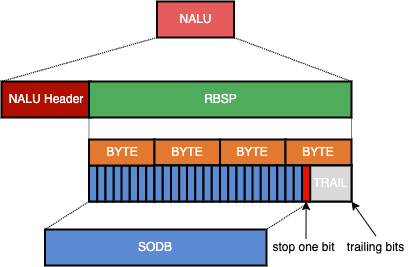 NALU
NALU Header RBSP
BYTE BYTE BYTE BYTE
TRAIL
stop one bit trailing bits
SODB